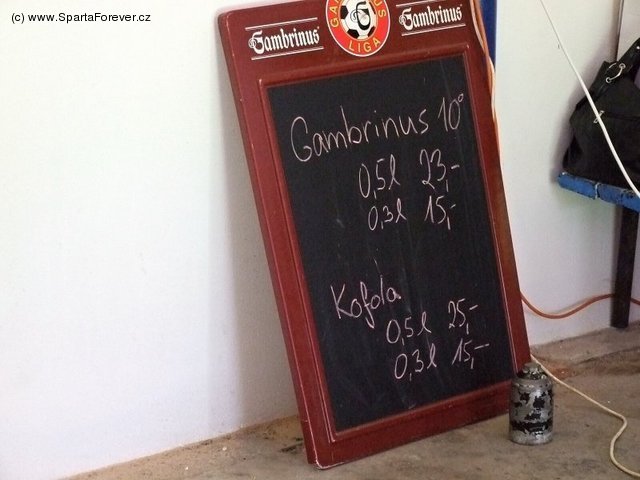 (c) www.SpartaForever.cz
Gambrinus GAMBRINUS LIGA Gambrinus
Gambrinus 10°
0,5l 23,-
0,3l 15,-
Kofola
0,5l 25,-
0,3l 15,-